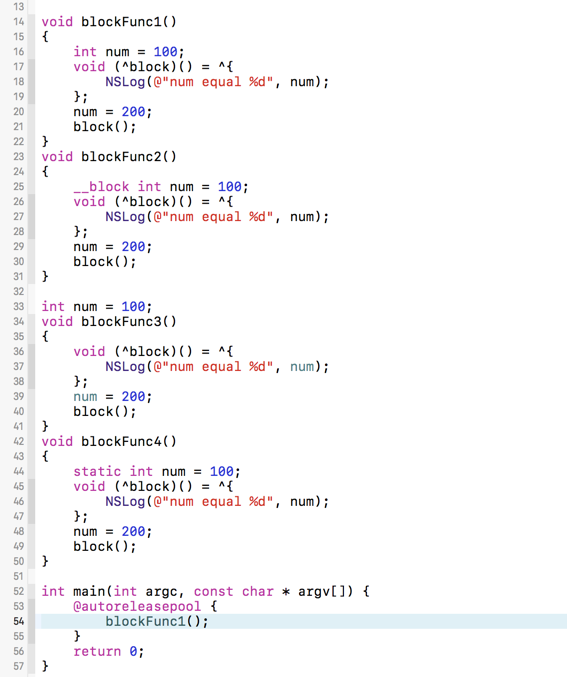 13
14 void blockFunc1()
15 {
16     int num = 100;
17     void (^block)() = ^{
18         NSLog(@"num equal %d", num);
19     };
20     num = 200;
21     block();
22 }
23 void blockFunc2()
24 {
25     __block int num = 100;
26     void (^block)() = ^{
27         NSLog(@"num equal %d", num);
28     };
29     num = 200;
30     block();
31 }
32
33 int num = 100;
34 void blockFunc3()
35 {
36     void (^block)() = ^{
37         NSLog(@"num equal %d", num);
38     };
39     num = 200;
40     block();
41 }
42 void blockFunc4()
43 {
44     static int num = 100;
45     void (^block)() = ^{
46         NSLog(@"num equal %d", num);
47     };
48     num = 200;
49     block();
50 }
51
52 int main(int argc, const char * argv[]) {
53     @autoreleasepool {
54         blockFunc1();
55     }
56     return 0;
57 }